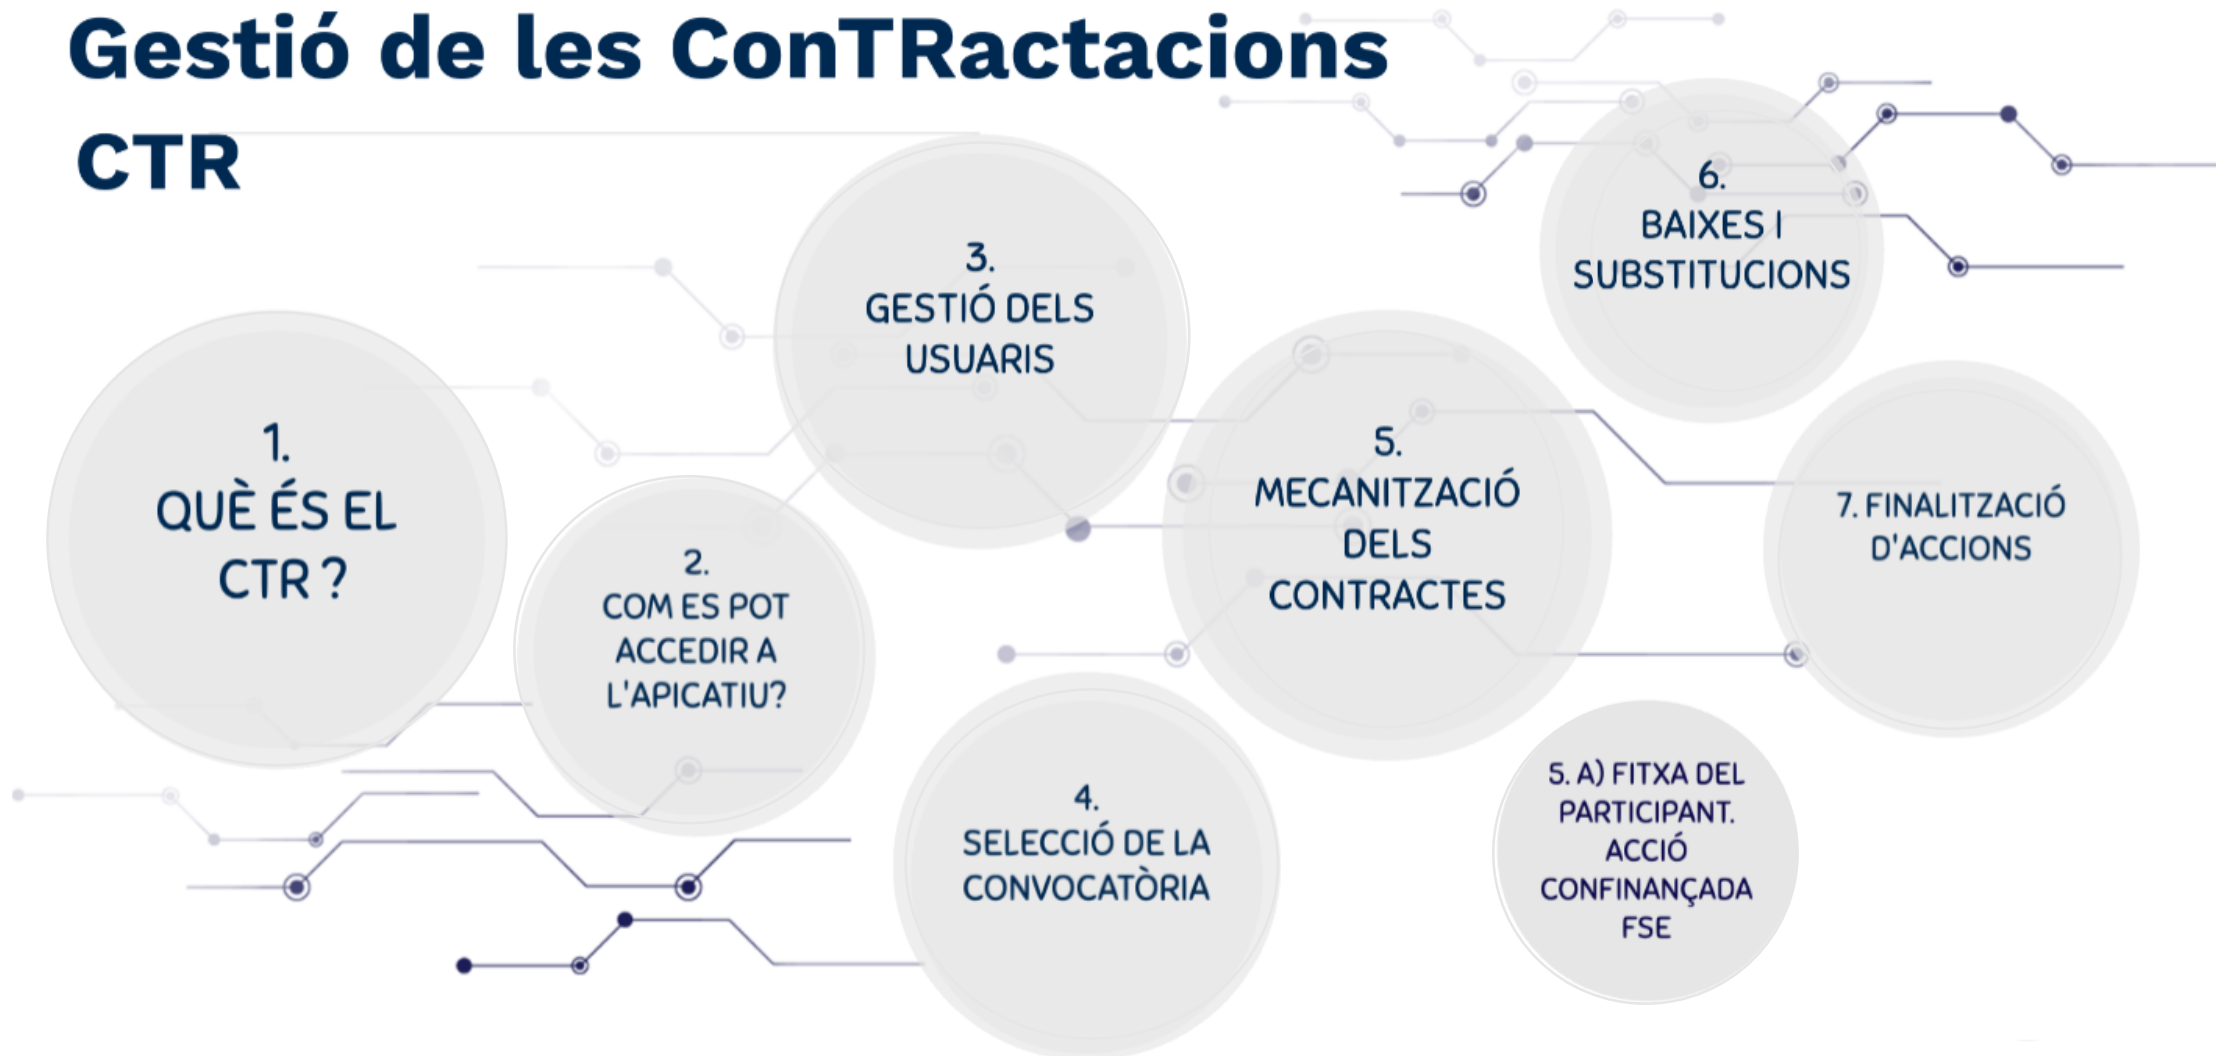 Gestió de les ConTRactacions
CTR
1.
QUÈ ÉS EL
CTR ?
2.
COM ES POT
ACCEDIR A
L'APICATIU?
3.
GESTIÓ DELS
USUARIS
4.
SELECCIÓ DE LA
CONVOCATÒRIA
5.
MECANITZACIÓ
DELS
CONTRACTES
5. A) FITXA DEL
PARTICIPANT.
ACCIÓ
CONFINANÇADA
FSE
6.
BAIXES I
SUBSTITUCIONS
7. FINALITZACIÓ
D'ACCIONS